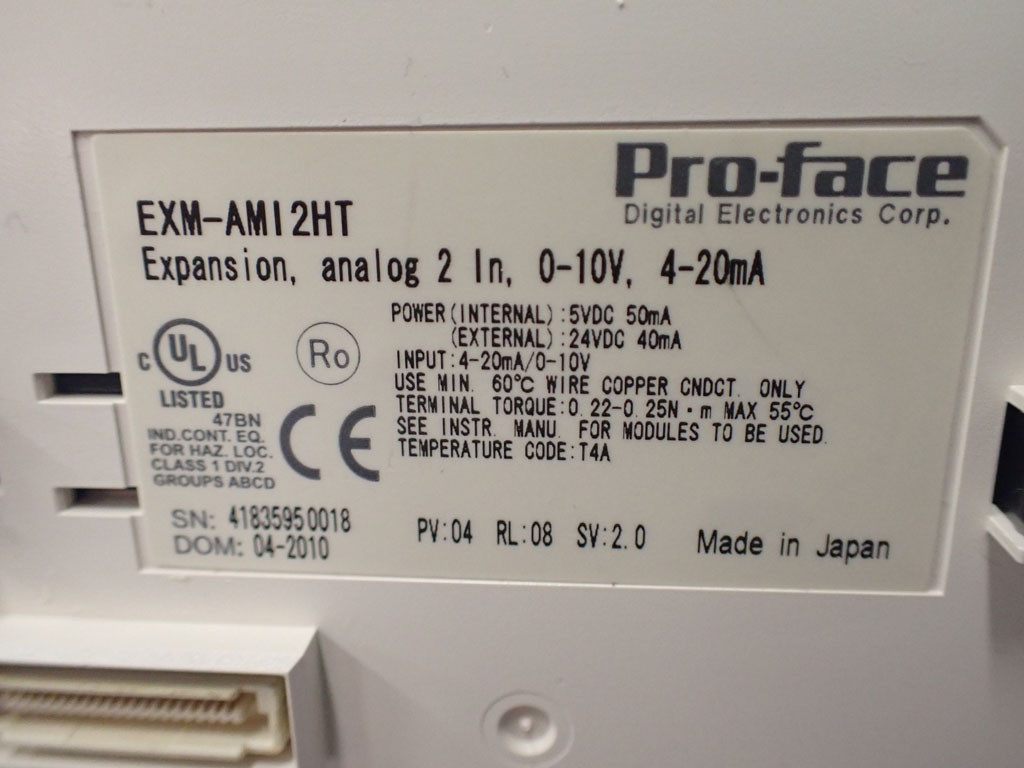 Pro-face
Digital Electronics Corp.
EXM-AMI2HT
Expansion, analog 2 In, 0-10V, 4-20mA
POWER(INTERNAL):5VDC 50mA
(EXTERNAL):24VDC 40mA
INPUT:4-20mA/0-10V
USE MIN. 60℃ WIRE COPPER CNDCT. ONLY
TERMINAL TORQUE:0.22-0.25N・m MAX 55℃
SEE INSTR. MANU. FOR MODULES TO BE USED.
TEMPERATURE CODE:T4A
C UL US
LISTED
47BN
IND.CONT. EQ.
FOR HAZ. LOC.
CLASS 1 DIV.2
GROUPS ABCD
Ro
CE
SN: 41835950018
DOM: 04-2010
PV:04 RL:08 SV:2.0 Made in Japan